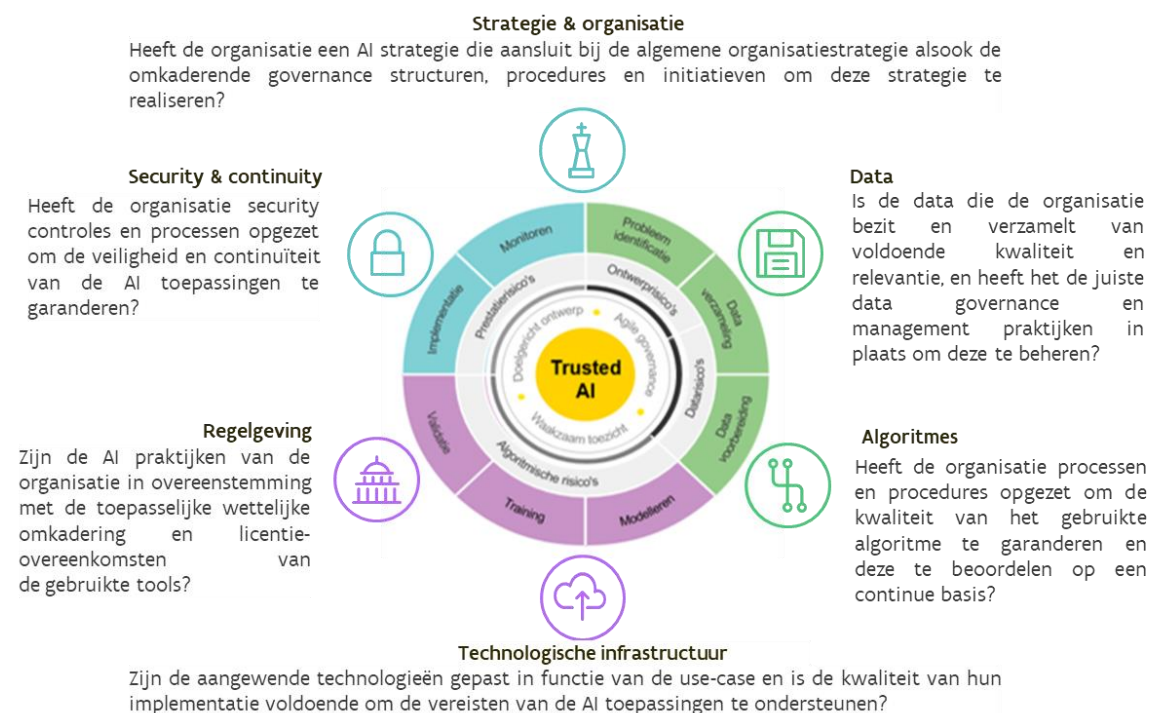 Strategie & organisatie
Heeft de organisatie een AI strategie die aansluit bij de algemene organisatiestrategie alsook de
omkaderende governance structuren, procedures en initiatieven om deze strategie te
realiseren?
Security & continuity
Heeft de organisatie security
controles en processen opgezet
om de veiligheid en continuïteit
van de AI toepassingen te
garanderen?
Data
Is de data die de organisatie
bezit en verzamelt van
voldoende kwaliteit en
relevantie, en heeft het de juiste
data governance en
management praktijken in
plaats om deze te beheren?
Monitoren
Probleem
identificatie
Implementatie
Prestatierisico's
Ontwerprisico's
Data
verzameling
Doelgericht ontwerp
Agile governance
Trusted
AI
Waakzaam toezicht
Datarisico's
Data
voorbereiding
Validatie
Algoritmische risico's
Training
Modelleren
Regelgeving
Zijn de AI praktijken van de
organisatie in overeenstemming
met de toepasselijke wettelijke
omkadering en licentie-
overeenkomsten van
de gebruikte tools?
Algoritmes
Heeft de organisatie processen
en procedures opgezet om de
kwaliteit van het gebruikte
algoritme te garanderen en
deze te beoordelen op een
continue basis?
Technologische infrastructuur
Zijn de aangewende technologieën gepast in functie van de use-case en is de kwaliteit van hun
implementatie voldoende om de vereisten van de AI toepassingen te ondersteunen?